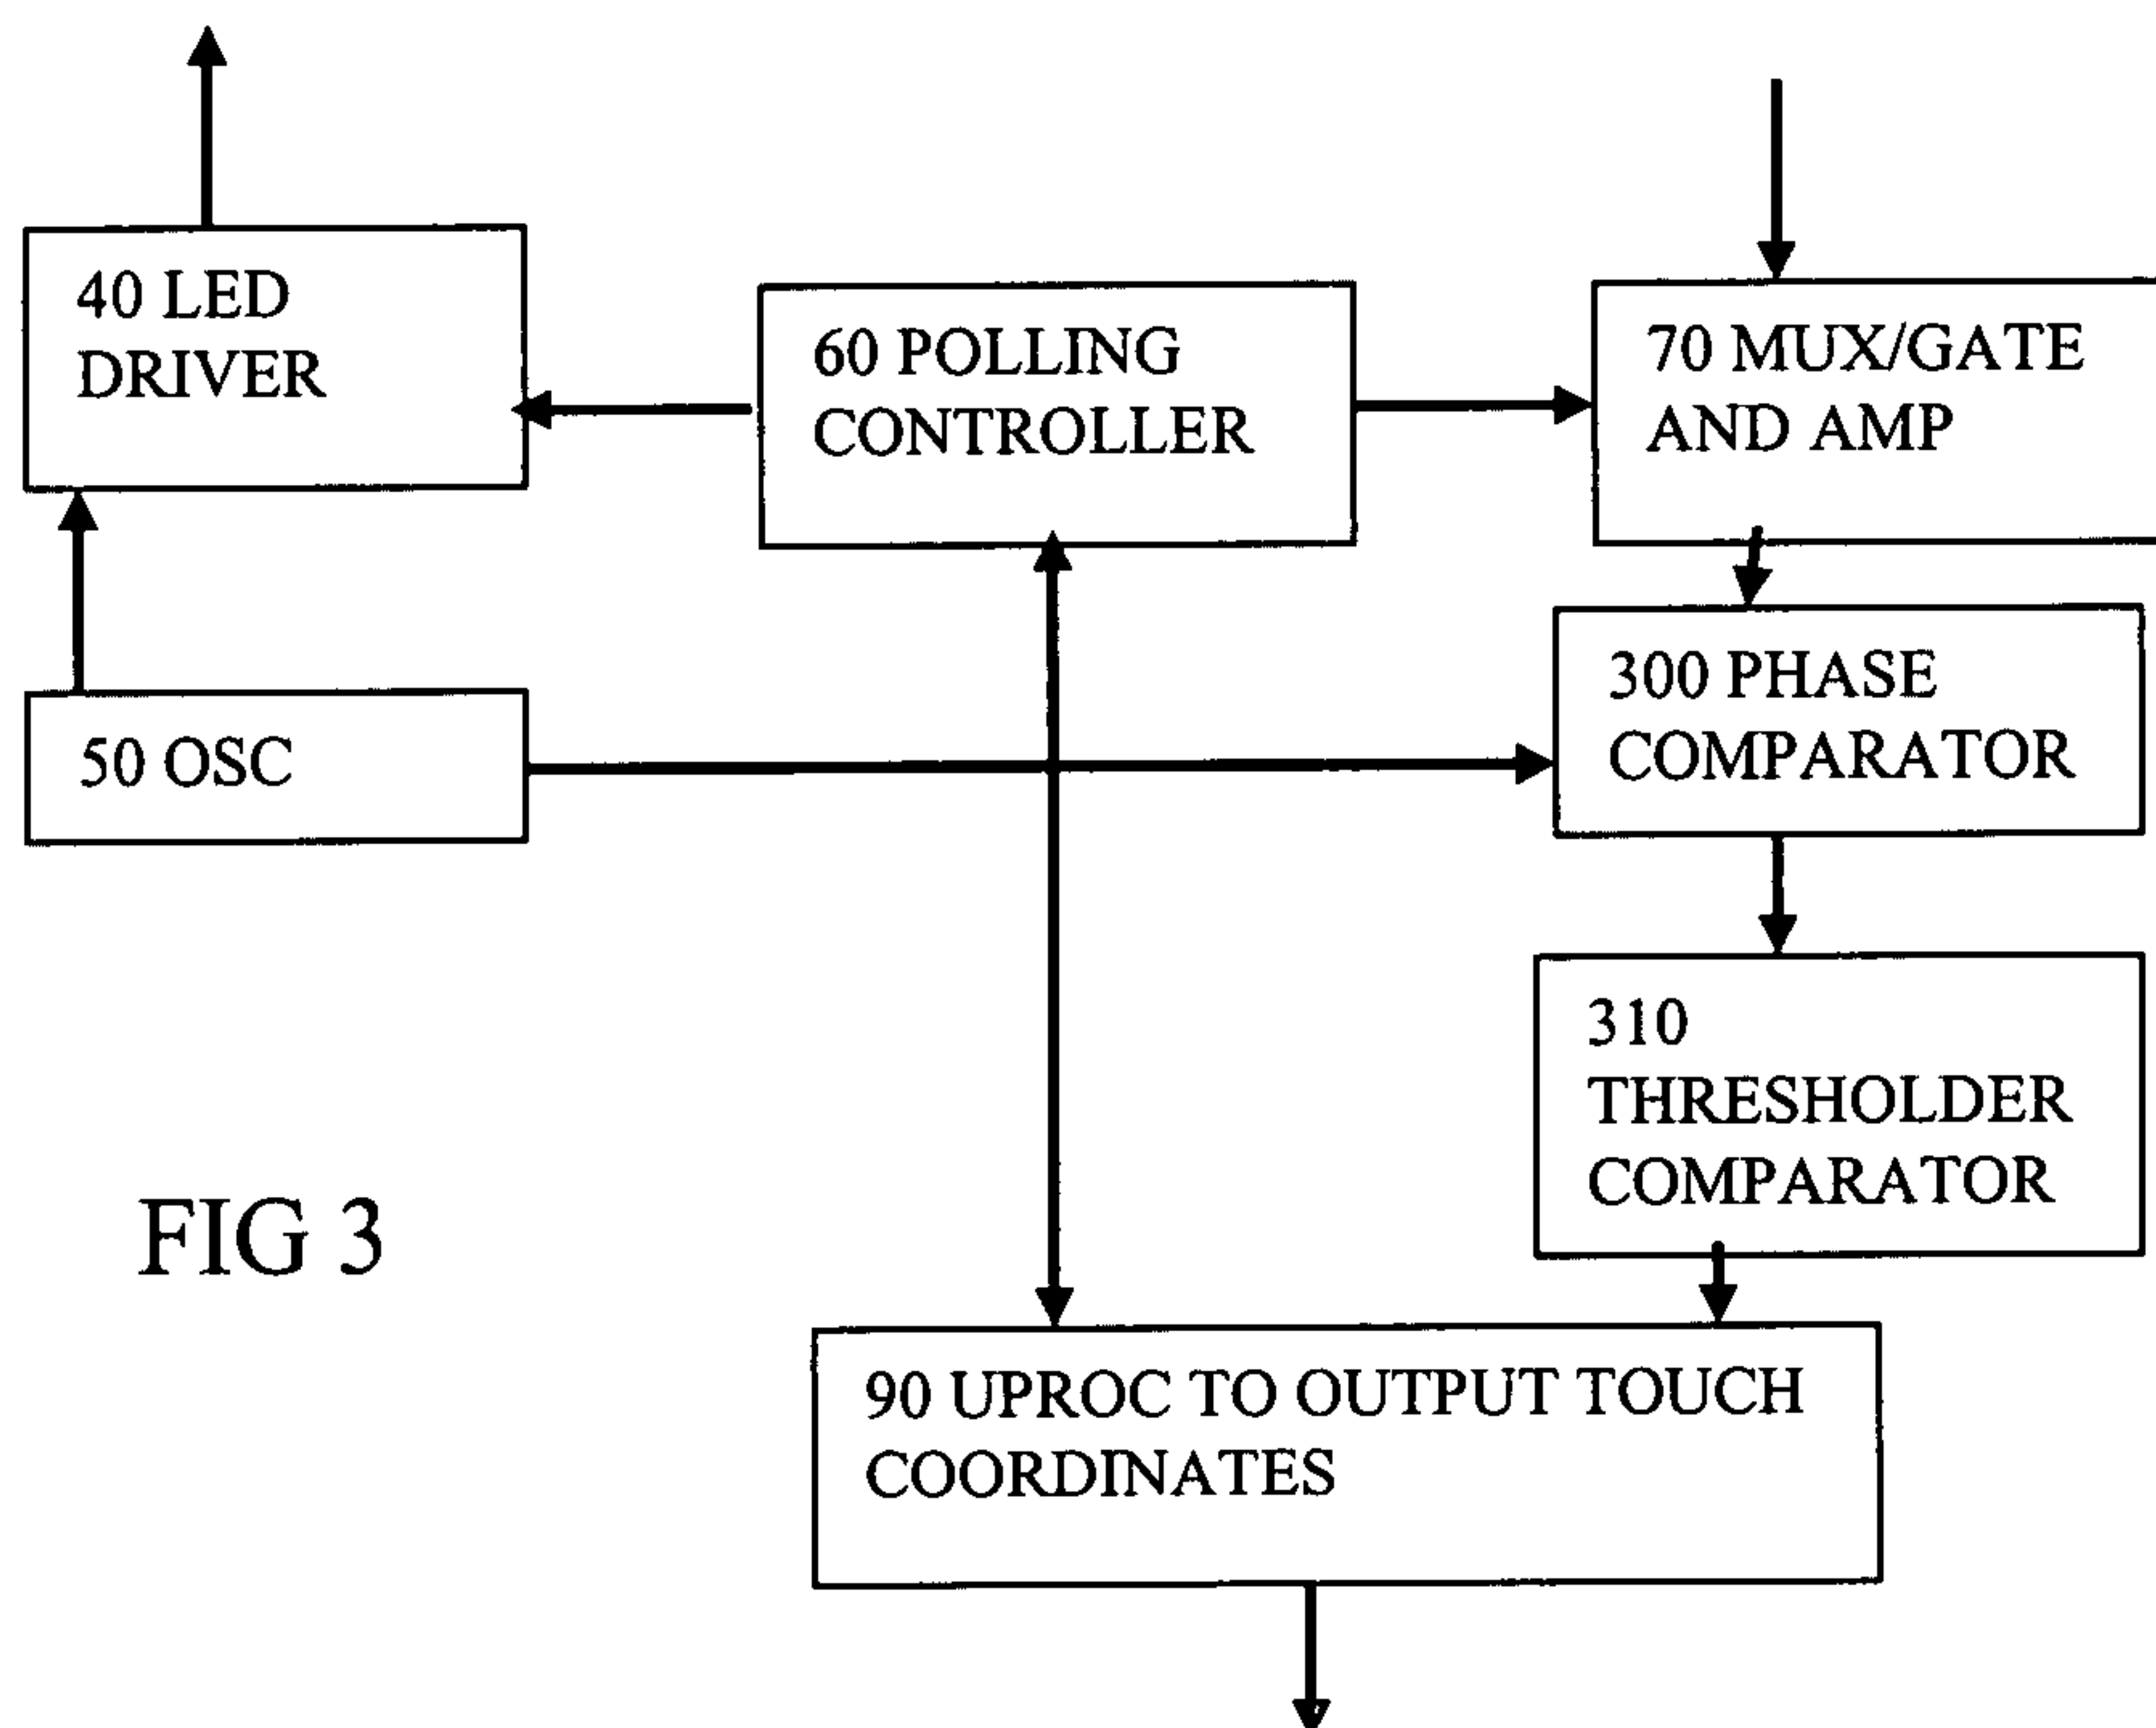 40 LED
DRIVER
60 POLLING
CONTROLLER
70 MUX/GATE
AND AMP
300 PHASE
COMPARATOR
50 OSC
310
THRESHOLDER
COMPARATOR
FIG 3
90 UPROC TO OUTPUT TOUCH
COORDINATES